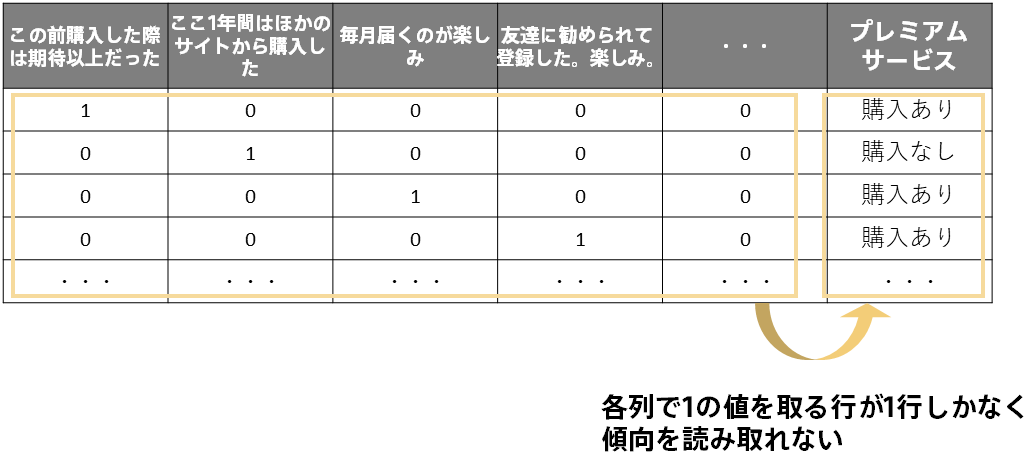 この前購入した際
は期待以上だった
ここ1年間はほかの
サイトから購入し
た
毎月届くのが楽し
み
友達に勧められて
登録した。楽しみ。
・・・
プレミアム
サービス
1 0 0 0 0 購入あり
0 1 0 0 0 購入なし
0 0 1 0 0 購入あり
0 0 0 1 0 購入あり
・・・ ・・・ ・・・ ・・・ ・・・ ・・・
各列で1の値を取る行が1行しかなく
傾向を読み取れない